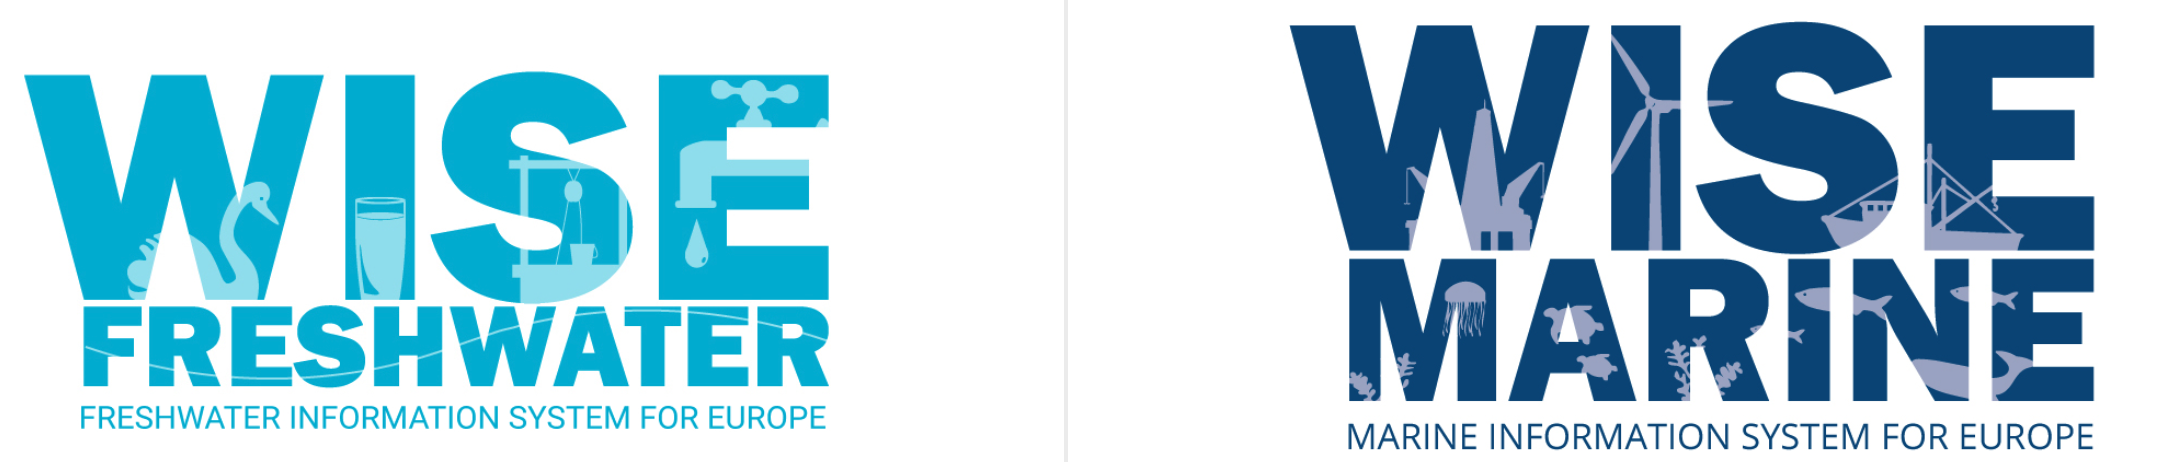 WISE
FRESHWATER
FRESHWATER INFORMATION SYSTEM FOR EUROPE
WISE
MARINE
MARINE INFORMATION SYSTEM FOR EUROPE